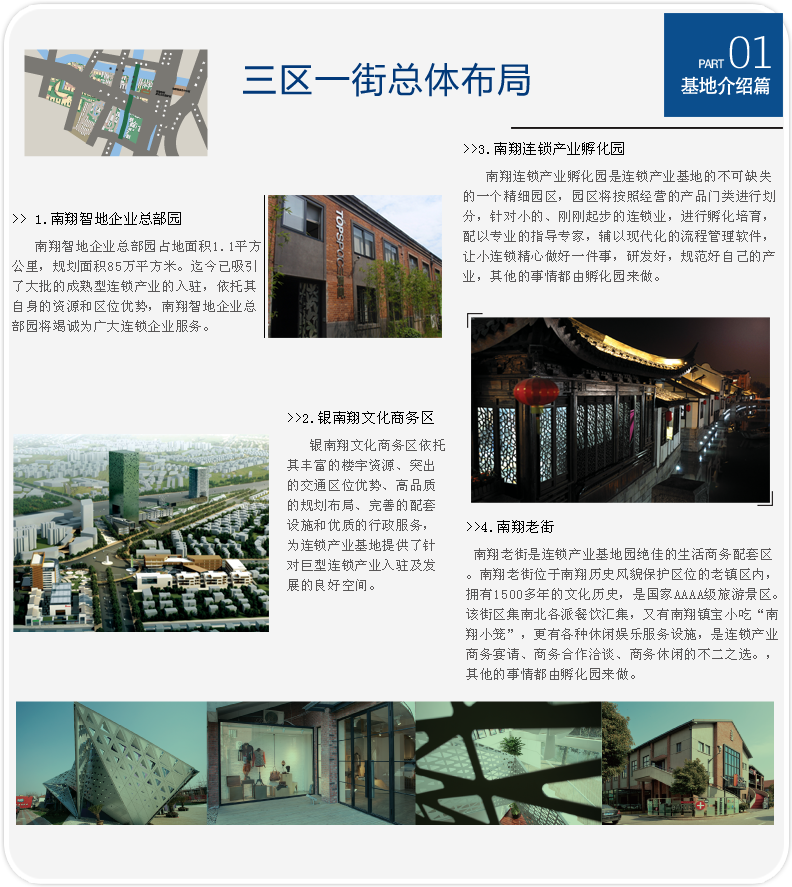 PART 01
基地介绍篇
三区一街总体布局
>> 1.南翔智地企业总部园
南翔智地企业总部园占地面积1.1平方
公里，规划面积85万平方米。迄今已吸引
了大批的成熟型连锁产业的入驻，依托其
自身的资源和区位优势，南翔智地企业总
部园将竭诚为广大连锁企业服务。
TOPSPOT
>>2.银南翔文化商务区
银南翔文化商务区依托
其丰富的楼宇资源、突出
的交通区位优势、高品质
的规划布局、完善的配套
设施和优质的行政服务，
为连锁产业基地提供了针
对巨型连锁产业入驻及发
展的良好空间。
>>3.南翔连锁产业孵化园
南翔连锁产业孵化园是连锁产业基地的不可缺失
的一个精细园区，园区将按照经营的产品门类进行划
分，针对小的、刚刚起步的连锁业，进行孵化培育，
配以专业的指导专家，辅以现代化的流程管理软件，
让小连锁精心做好一件事，研发好，规范好自己的产
业，其他的事情都由孵化园来做。
>>4.南翔老街
南翔老街是连锁产业基地园绝佳的生活商务配套区
。南翔老街位于南翔历史风貌保护区位的老镇区内，
拥有1500多年的文化历史，是国家AAAA级旅游景区。
该街区集南北各派餐饮汇集，又有南翔镇宝小吃“南
翔小笼”，更有各种休闲娱乐服务设施，是连锁产业
商务宴请、商务合作洽谈、商务休闲的不二之选。，
其他的事情都由孵化园来做。